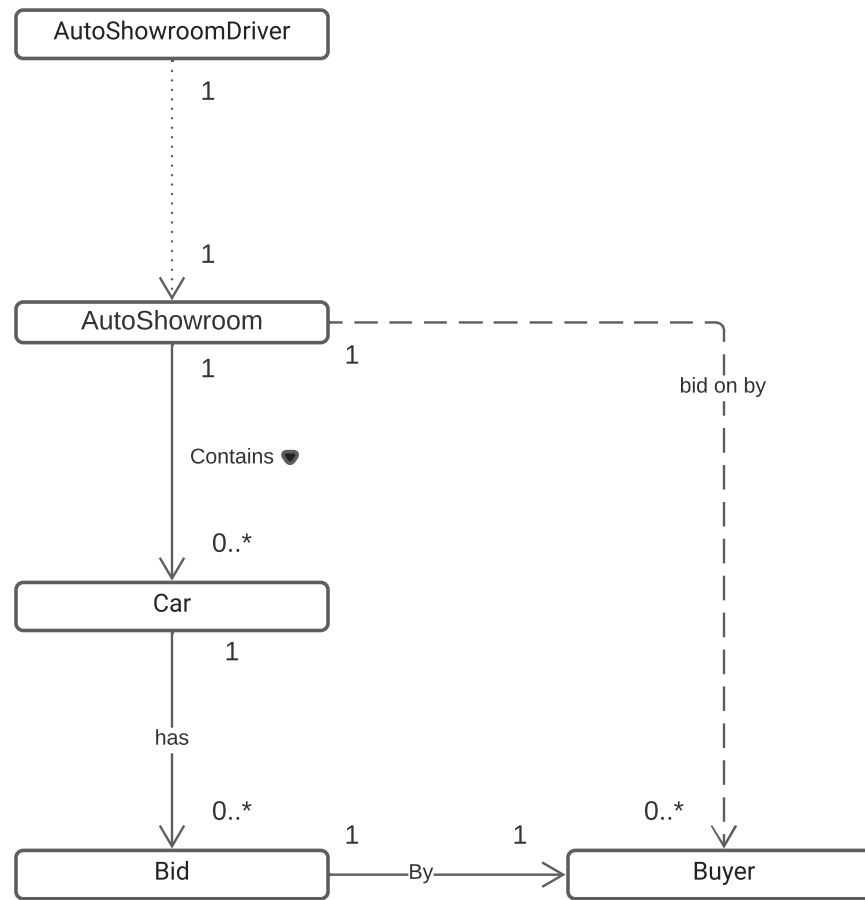 AutoShowroomDriver
1
1
AutoShowroom
1
1
bid on by
Contains
0..*
Car
1
has
0..*
0..*
1
1
Bid
By
Buyer